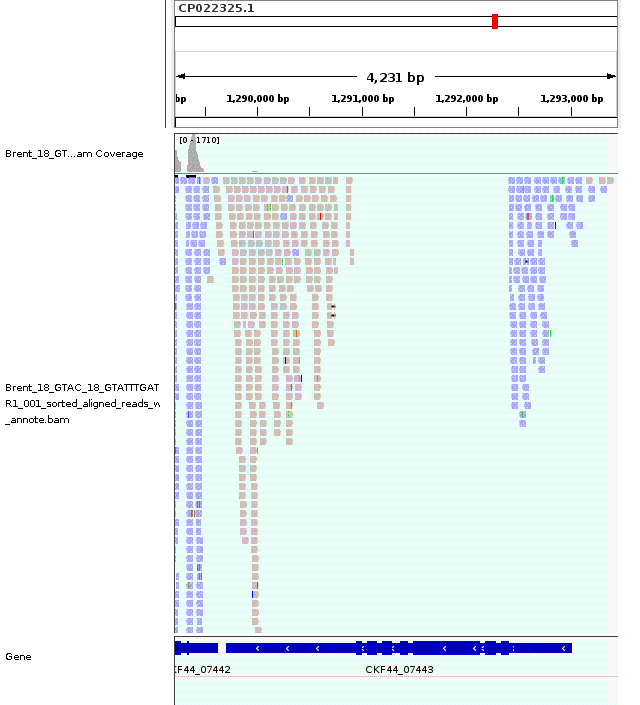 CP022325.1
4,231 bp
bp 1,290,000 bp 1,291,000 bp 1,292,000 bp 1,293,000 bp
[0 - 1710]
Brent_18_GT...am Coverage
Brent_18_GTAC_18_GTATTTGAT
R1_001_sorted_aligned_reads_w
_annote.bam
Gene
KF44_07442 CKF44_07443